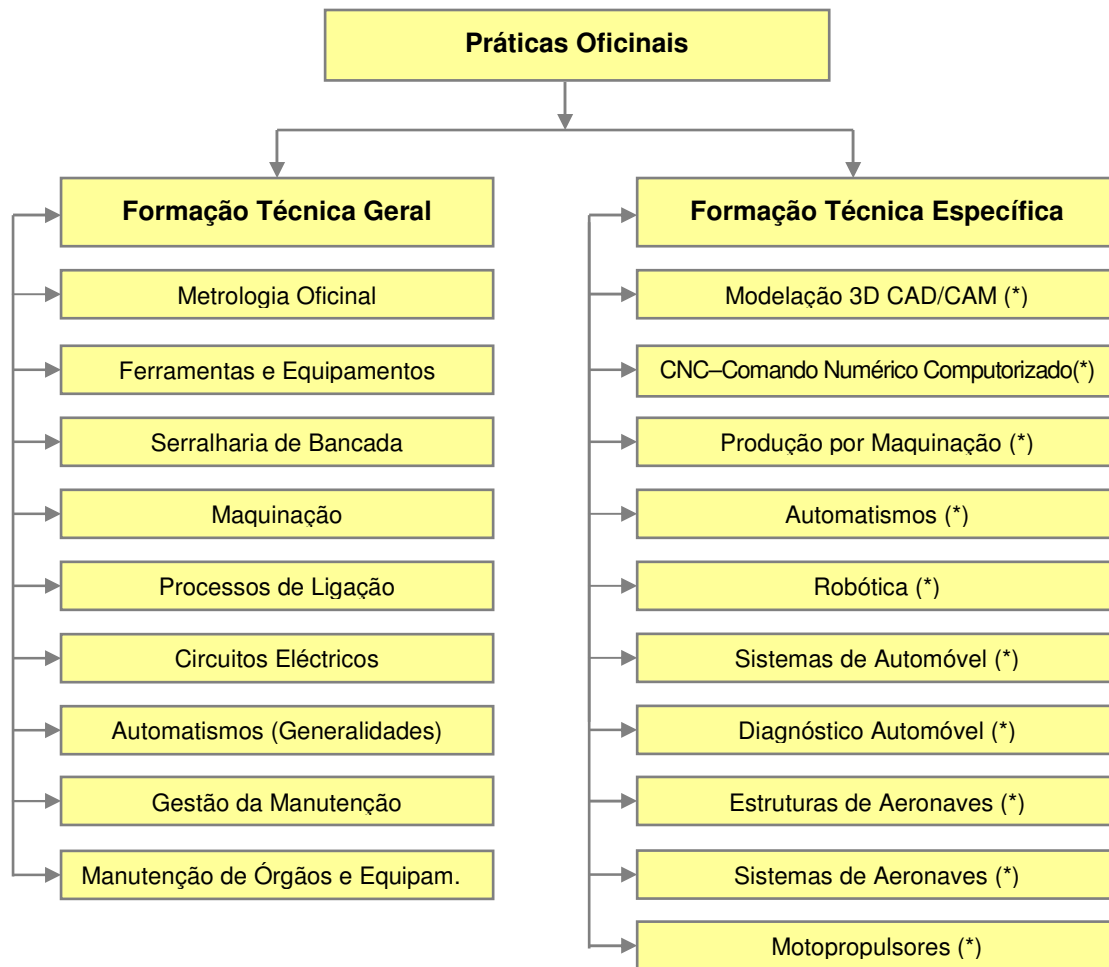 Práticas Oficinais
Formação Técnica Geral
Metrologia Oficinal
Ferramentas e Equipamentos
Serralharia de Bancada
Maquinação
Processos de Ligação
Circuitos Eléctricos
Automatismos (Generalidades)
Gestão da Manutenção
Manutenção de Órgãos e Equipam.
Formação Técnica Específica
Modelação 3D CAD/CAM (*)
CNC–Comando Numérico Computorizado(*)
Produção por Maquinação (*)
Automatismos (*)
Robótica (*)
Sistemas de Automóvel (*)
Diagnóstico Automóvel (*)
Estruturas de Aeronaves (*)
Sistemas de Aeronaves (*)
Motopropulsores (*)